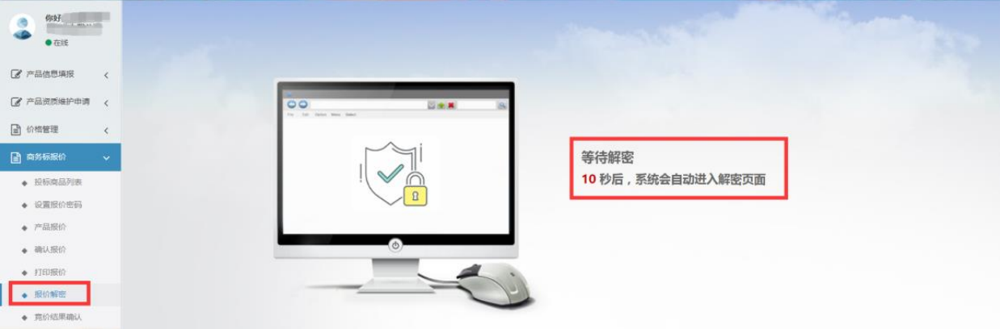 你好
在线
产品信息填报
产品资质维护申请
价格管理
商务标报价
投标商品列表
设置报价密码
产品报价
确认报价
打印报价
报价解密
竞价结果确认
等待解密
10 秒后，系统会自动进入解密页面